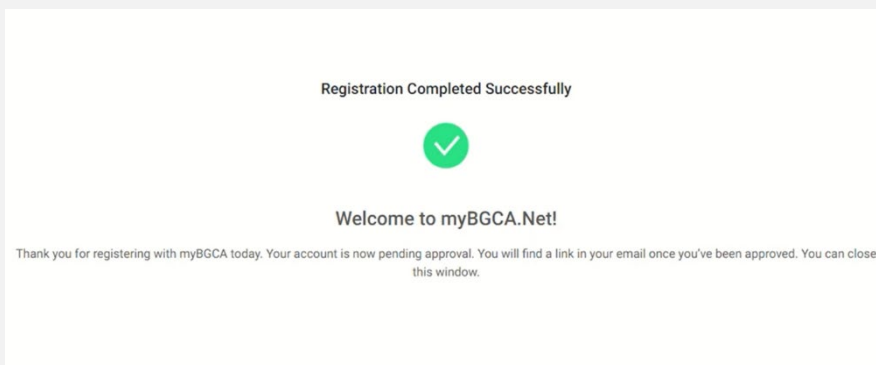 Registration Completed Successfully
Welcome to myBGCA.Net!
Thank you for registering with myBGCA today. Your account is now pending approval. You will find a link in your email once you've been approved. You can close
this window.